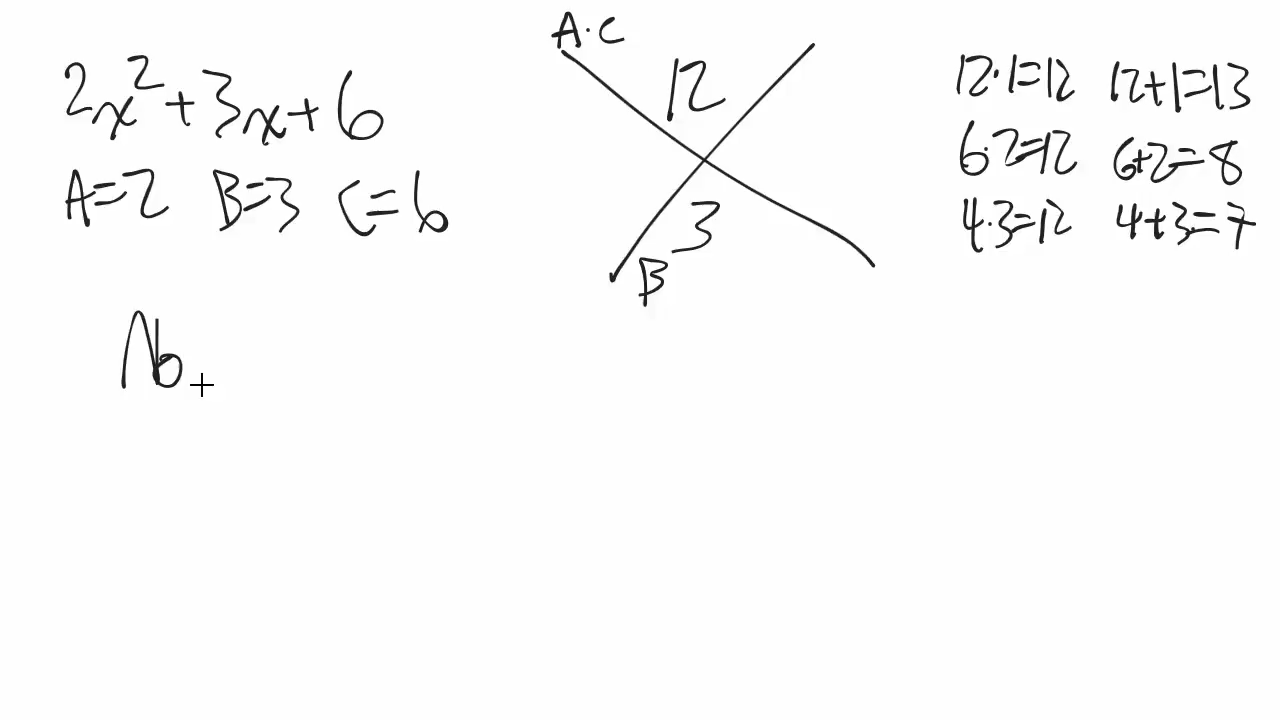 2x²+3x+6
A=2 B=3 C=6
A·C
12
3
B
12·1=12 12+1=13
6·2=12 6+2=8
4·3=12 4+3=7
No